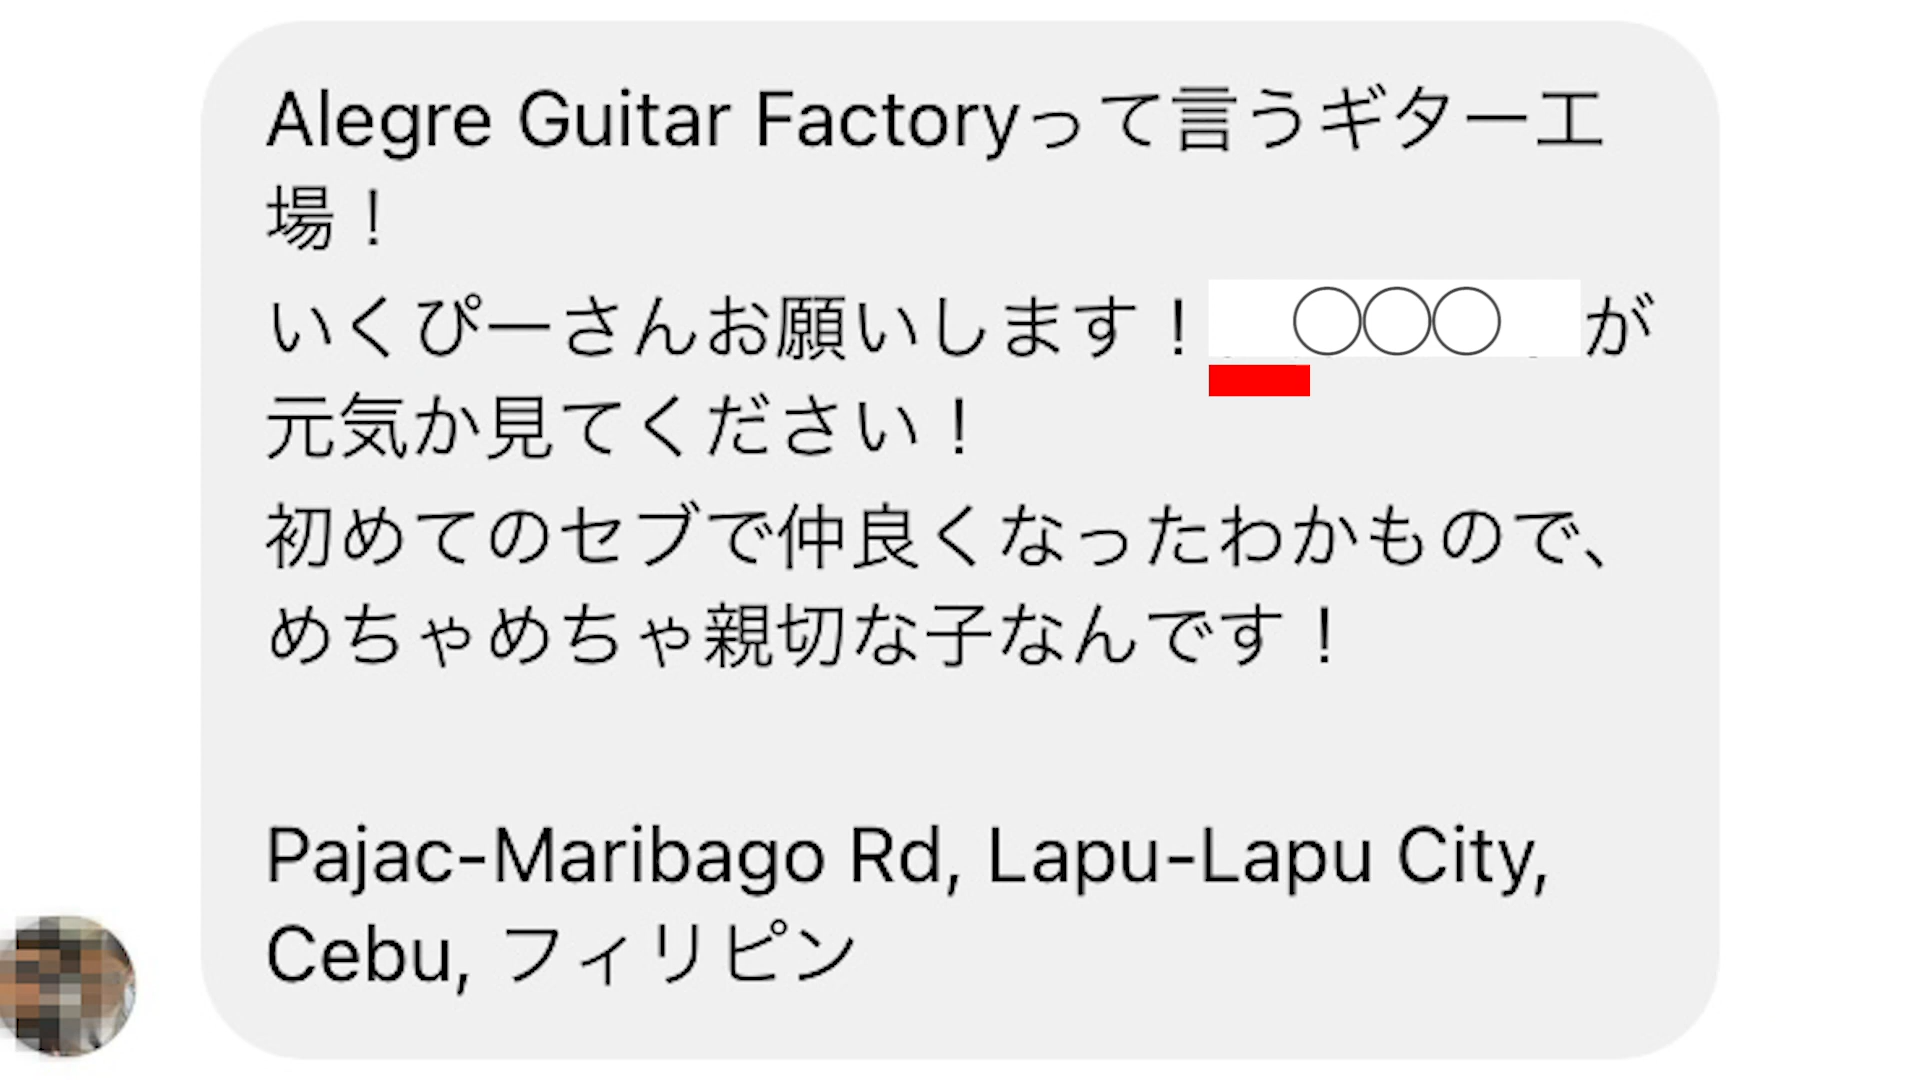 Alegre Guitar Factoryって言うギター工
場！
いくぴーさんお願いします！◯◯◯が
元気か見てください！
初めてのセブで仲良くなったわかもので、
めちゃめちゃ親切な子なんです！
Pajac-Maribago Rd, Lapu-Lapu City,
Cebu, フィリピン